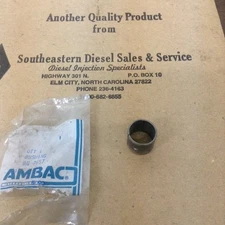 Another Quality Product
from
Southeastern Diesel Sales & Service
Diesel Injection Specialists
HIGHWAY 301 N. P.O. BOX 10
ELM CITY, NORTH CAROLINA 27822
PHONE 236-4163
AMBAC